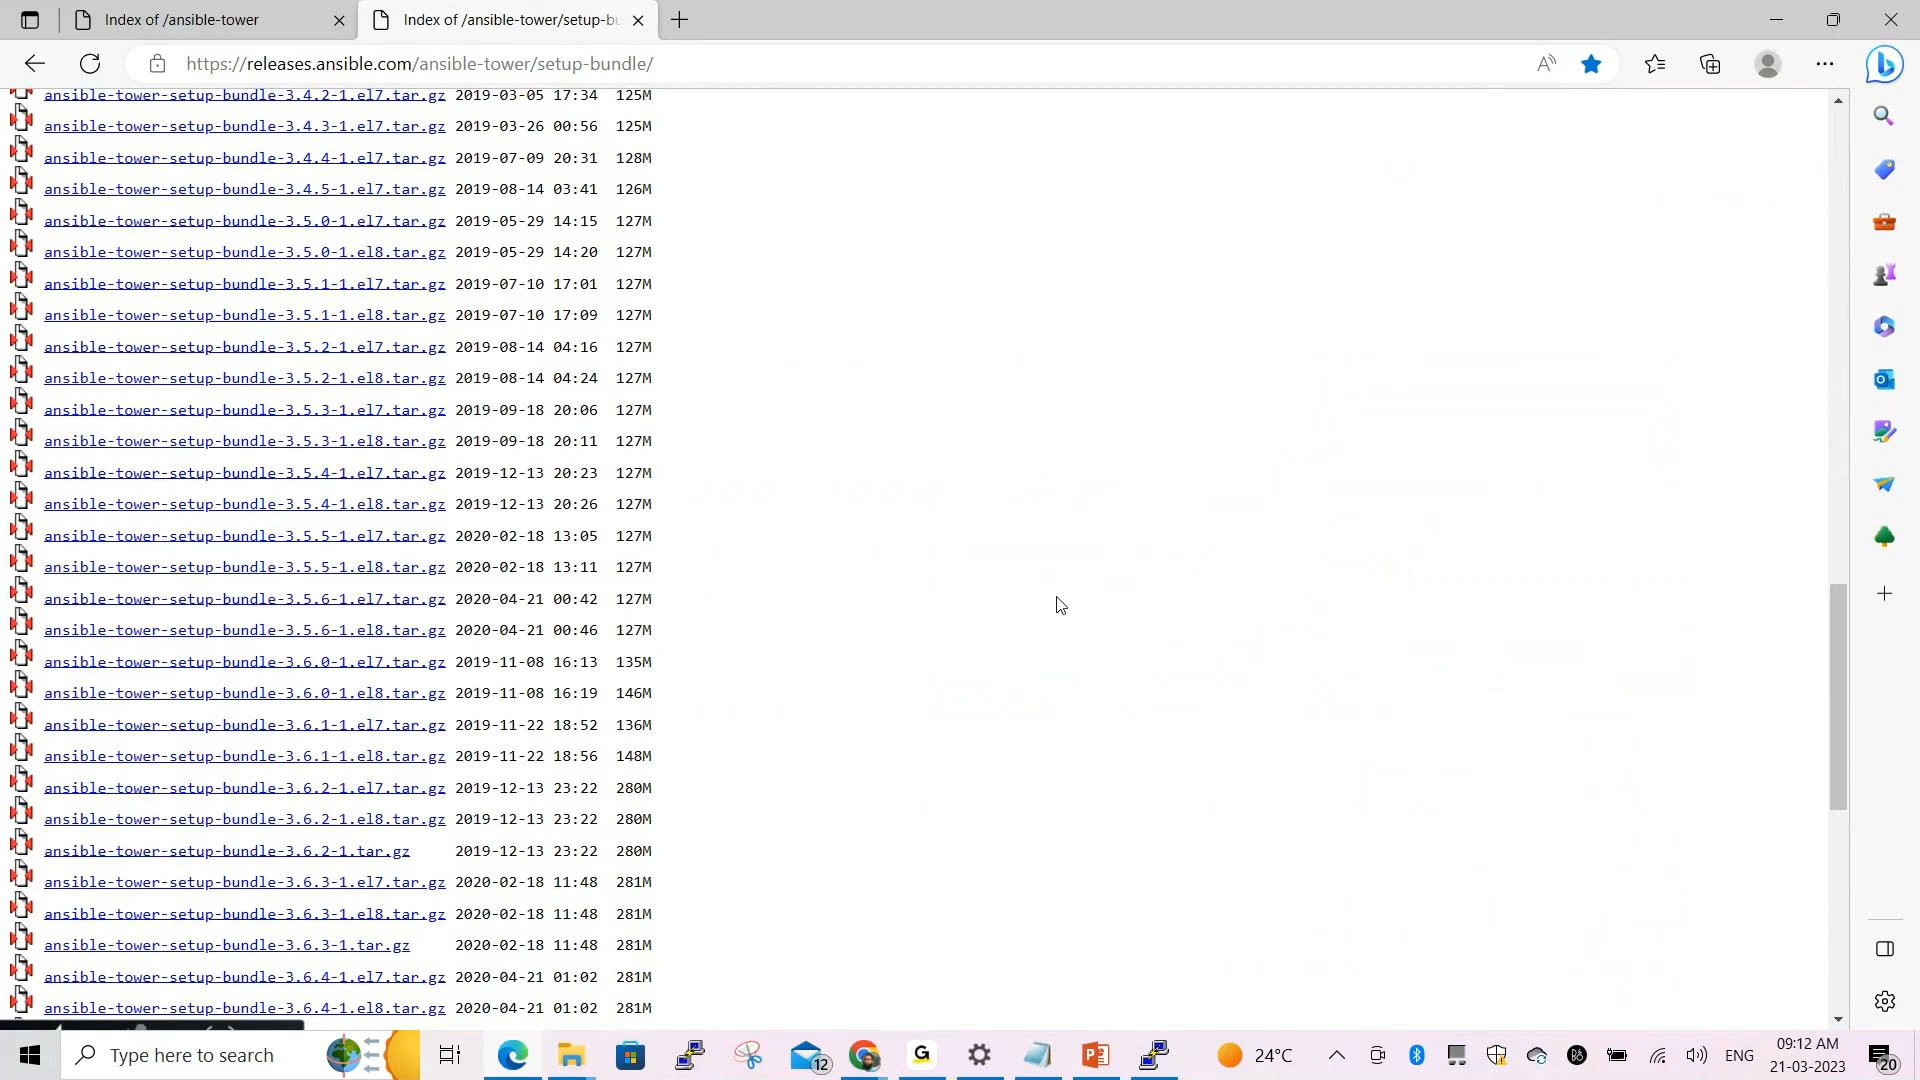 Index of /ansible-tower
Index of /ansible-tower/setup-bu
https://releases.ansible.com/ansible-tower/setup-bundle/
ansible-tower-setup-bundle-3.4.2-1.el7.tar.gz 2019-03-05 17:34 125M
ansible-tower-setup-bundle-3.4.3-1.el7.tar.gz 2019-03-26 00:56 125M
ansible-tower-setup-bundle-3.4.4-1.el7.tar.gz 2019-07-09 20:31 128M
ansible-tower-setup-bundle-3.4.5-1.el7.tar.gz 2019-08-14 03:41 126M
ansible-tower-setup-bundle-3.5.0-1.el7.tar.gz 2019-05-29 14:15 127M
ansible-tower-setup-bundle-3.5.0-1.el8.tar.gz 2019-05-29 14:20 127M
ansible-tower-setup-bundle-3.5.1-1.el7.tar.gz 2019-07-10 17:01 127M
ansible-tower-setup-bundle-3.5.1-1.el8.tar.gz 2019-07-10 17:09 127M
ansible-tower-setup-bundle-3.5.2-1.el7.tar.gz 2019-08-14 04:16 127M
ansible-tower-setup-bundle-3.5.2-1.el8.tar.gz 2019-08-14 04:24 127M
ansible-tower-setup-bundle-3.5.3-1.el7.tar.gz 2019-09-18 20:06 127M
ansible-tower-setup-bundle-3.5.3-1.el8.tar.gz 2019-09-18 20:11 127M
ansible-tower-setup-bundle-3.5.4-1.el7.tar.gz 2019-12-13 20:23 127M
ansible-tower-setup-bundle-3.5.4-1.el8.tar.gz 2019-12-13 20:26 127M
ansible-tower-setup-bundle-3.5.5-1.el7.tar.gz 2020-02-18 13:05 127M
ansible-tower-setup-bundle-3.5.5-1.el8.tar.gz 2020-02-18 13:11 127M
ansible-tower-setup-bundle-3.5.6-1.el7.tar.gz 2020-04-21 00:42 127M
ansible-tower-setup-bundle-3.5.6-1.el8.tar.gz 2020-04-21 00:46 127M
ansible-tower-setup-bundle-3.6.0-1.el7.tar.gz 2019-11-08 16:13 135M
ansible-tower-setup-bundle-3.6.0-1.el8.tar.gz 2019-11-08 16:19 146M
ansible-tower-setup-bundle-3.6.1-1.el7.tar.gz 2019-11-22 18:52 136M
ansible-tower-setup-bundle-3.6.1-1.el8.tar.gz 2019-11-22 18:56 148M
ansible-tower-setup-bundle-3.6.2-1.el7.tar.gz 2019-12-13 23:22 280M
ansible-tower-setup-bundle-3.6.2-1.el8.tar.gz 2019-12-13 23:22 280M
ansible-tower-setup-bundle-3.6.2-1.tar.gz 2019-12-13 23:22 280M
ansible-tower-setup-bundle-3.6.3-1.el7.tar.gz 2020-02-18 11:48 281M
ansible-tower-setup-bundle-3.6.3-1.el8.tar.gz 2020-02-18 11:48 281M
ansible-tower-setup-bundle-3.6.3-1.tar.gz 2020-02-18 11:48 281M
ansible-tower-setup-bundle-3.6.4-1.el7.tar.gz 2020-04-21 01:02 281M
ansible-tower-setup-bundle-3.6.4-1.el8.tar.gz 2020-04-21 01:02 281M
Type here to search
12
24°C
ENG
09:12 AM
21-03-2023
20